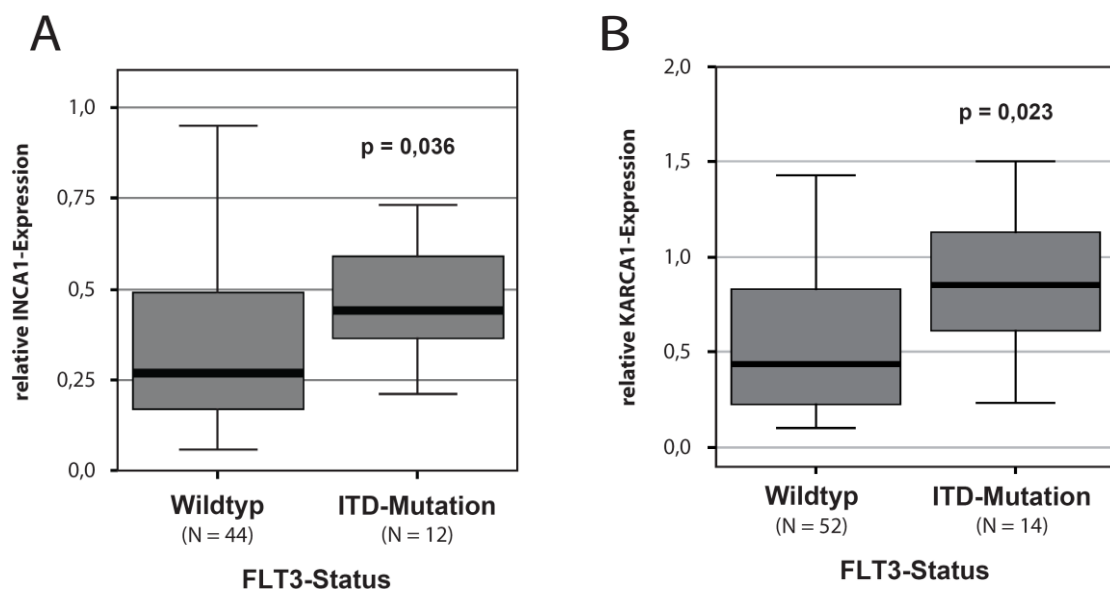 A
relative INCA1-Expression
1,0
0,75
0,5
0,25
0,0
p = 0,036
Wildtyp
(N = 44)
ITD-Mutation
(N = 12)
FLT3-Status
B
relative KARCA1-Expression
2,0
1,5
1,0
0,5
0,0
p = 0,023
Wildtyp
(N = 52)
ITD-Mutation
(N = 14)
FLT3-Status